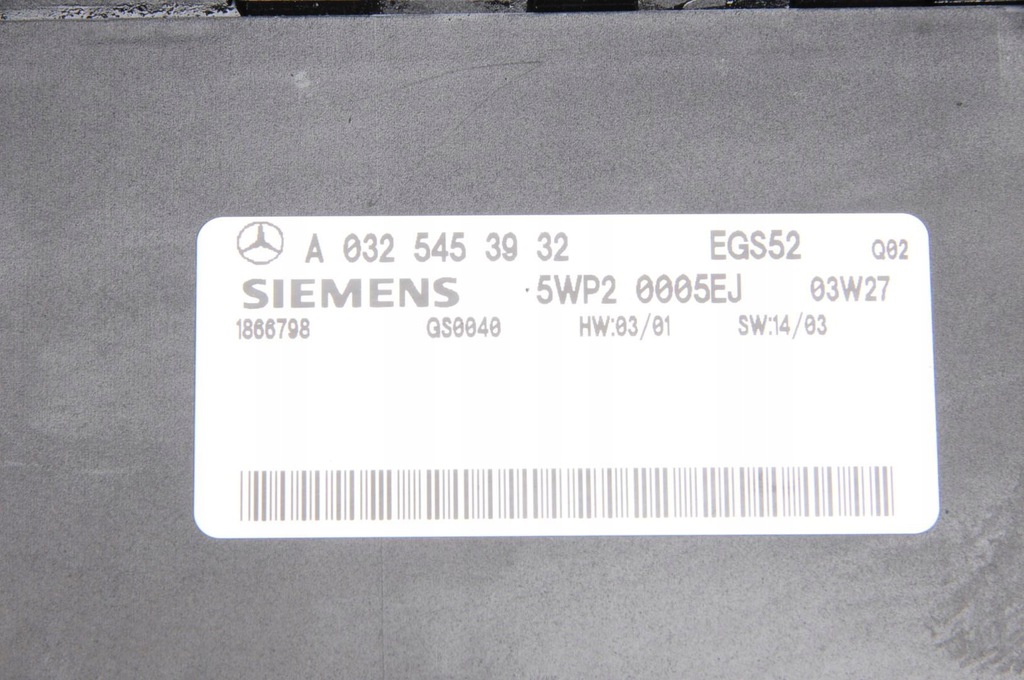 A 032 545 39 32 EGS52 Q02
SIEMENS 5WP2 0005EJ 03W27
1866798 QS0040 HW:03/01 SW:14/03